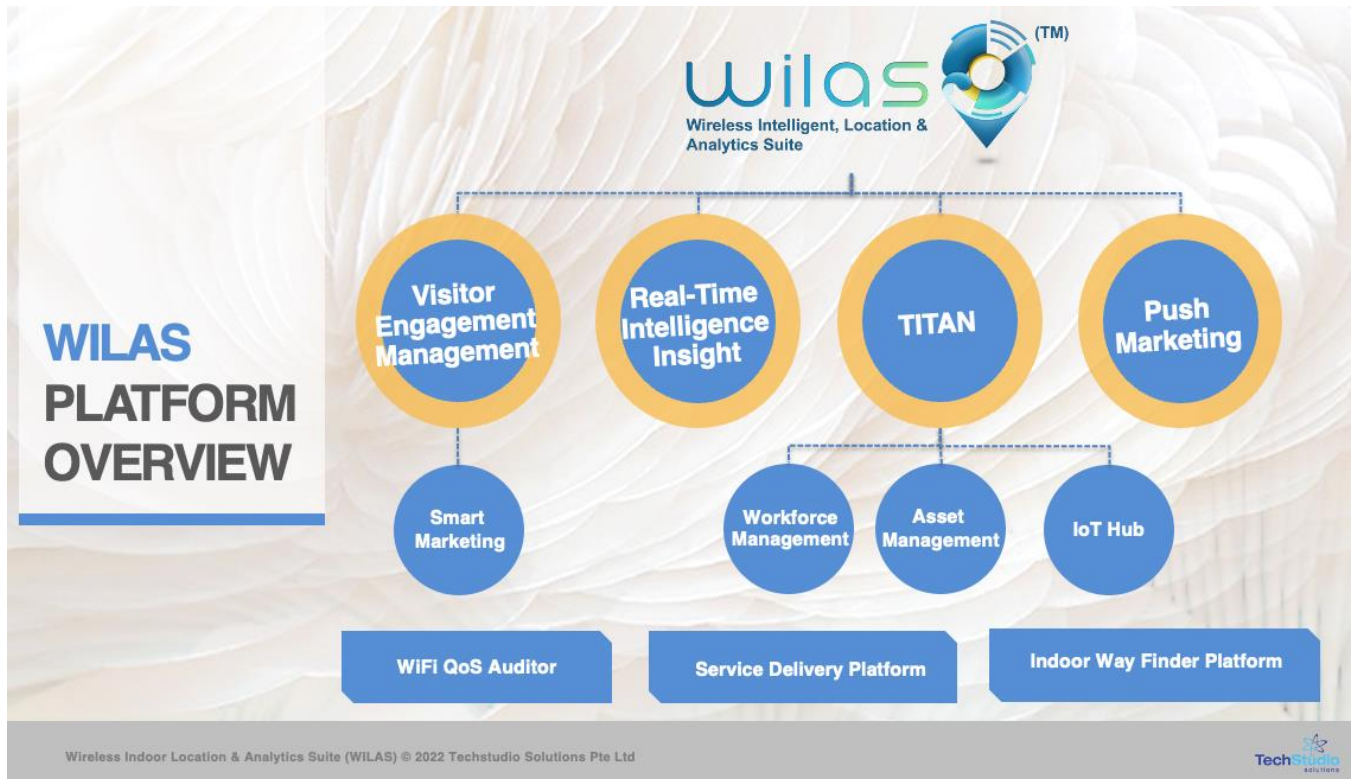 wilas
(TM)
Wireless Intelligent, Location &
Analytics Suite
WILAS
PLATFORM
OVERVIEW
Visitor
Engagement
Management
Real-Time
Intelligence
Insight
TITAN
Push
Marketing
Smart
Marketing
Workforce
Management
Asset
Management
IoT Hub
WiFi QoS Auditor
Service Delivery Platform
Indoor Way Finder Platform
Wireless Indoor Location & Analytics Suite (WILAS) © 2022 Techstudio Solutions Pte Ltd
TechStudio
solutions